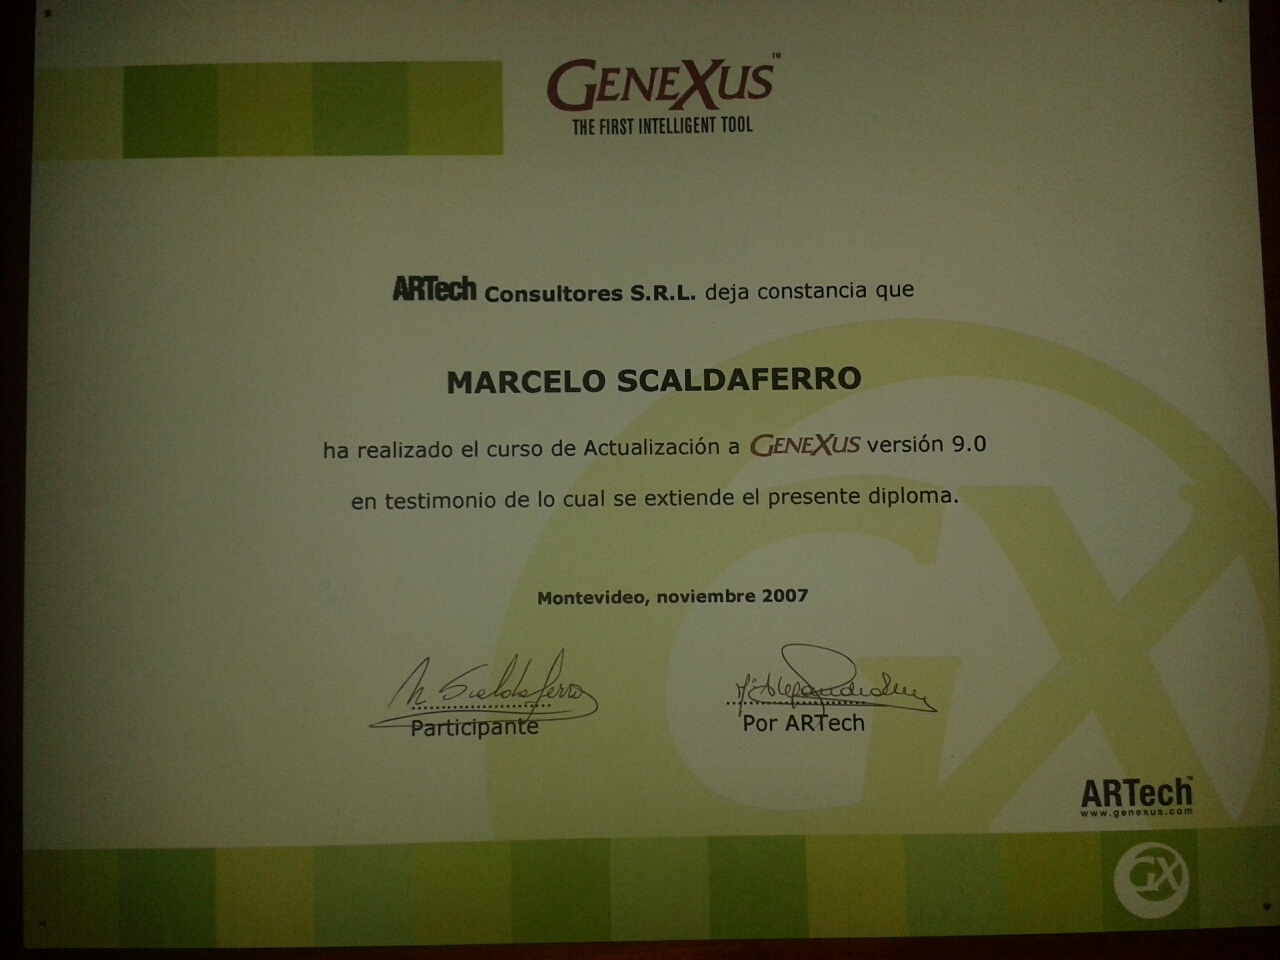 GENEXUS™
THE FIRST INTELLIGENT TOOL
ARTech Consultores S.R.L. deja constancia que
MARCELO SCALDAFERRO
ha realizado el curso de Actualización a GENEXUS versión 9.0
en testimonio de lo cual se extiende el presente diploma.
Montevideo, noviembre 2007
M Scaldaferro
Participante
Por ARTech
ARTech™
www.genexus.com
GX